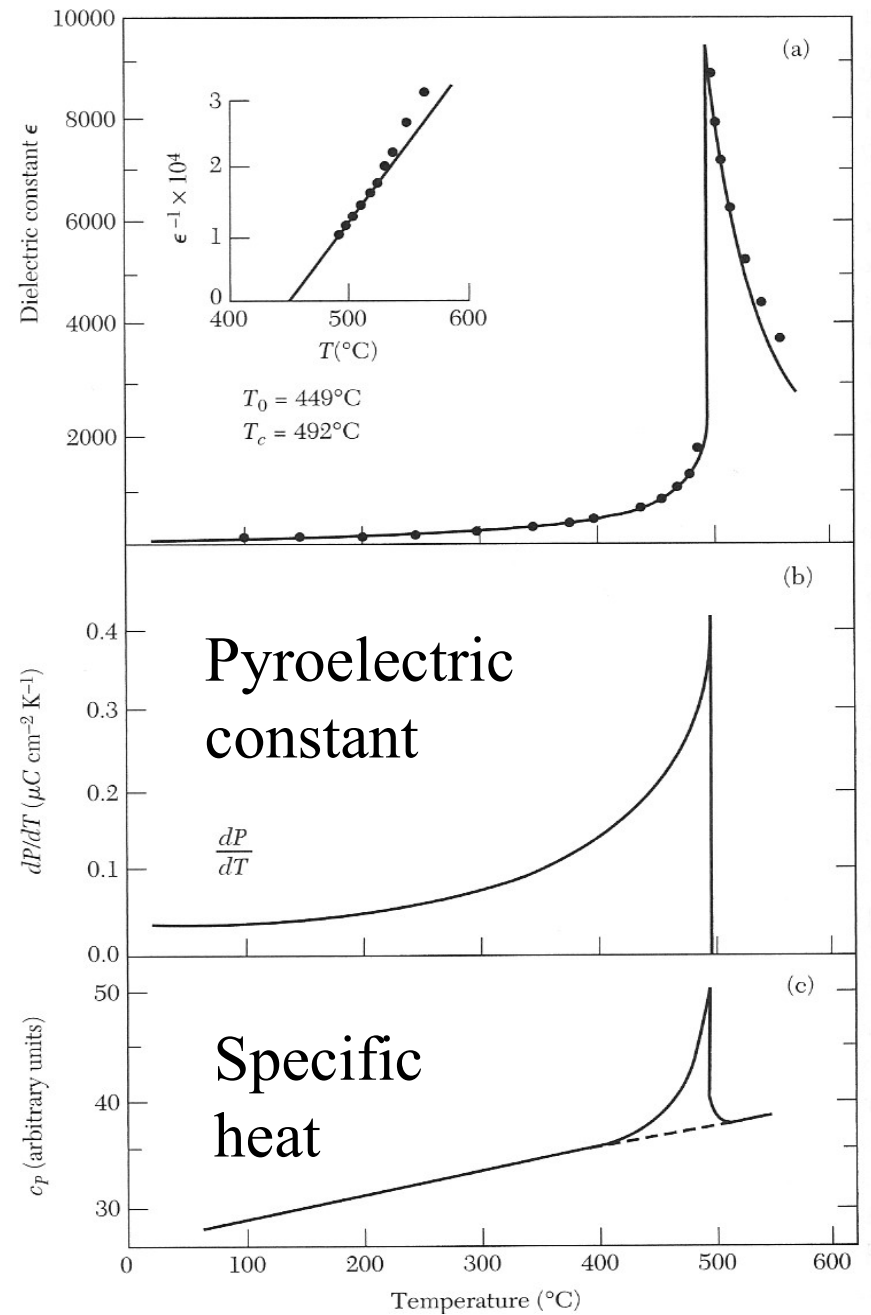 (a)
10000
8000
6000
4000
2000
Dielectric constant ϵ
3
2
1
0
ϵ⁻¹ × 10⁴
400
500
600
T(°C)
T₀ = 449°C
T꜀ = 492°C
(b)
Pyroelectric
constant
0.4
0.3
0.2
0.1
0.0
dP/dT (μC cm⁻² K⁻¹)
dP
dT
(c)
Specific
heat
50
40
30
cₚ (arbitrary units)
0
100
200
300
400
500
600
Temperature (°C)